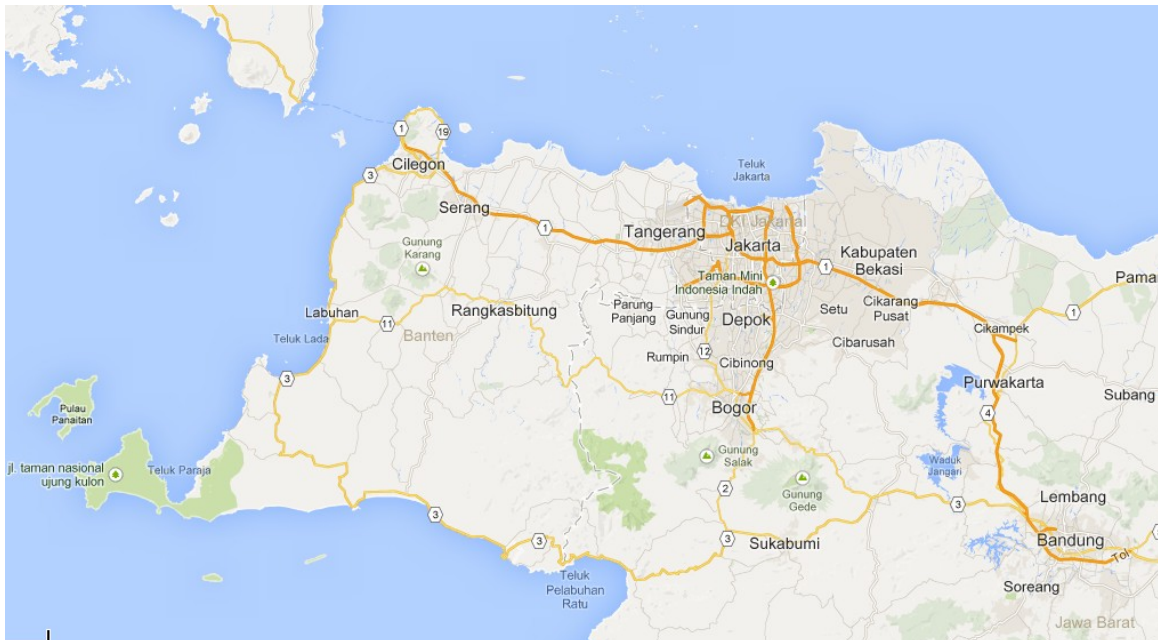 1
19
Cilegon
3
Teluk
Jakarta
Serang
1
Tangerang
DKI Jakarta
Jakarta
Kabupaten
Bekasi
Gunung
Karang
1
Taman Mini
Indonesia Indah
Paman
Labuhan
11
Rangkasbitung
Parung
Panjang
Gunung
Sindur
Depok
Setu
Cikarang
Pusat
1
Teluk Lada
Banten
Cikampek
Cibarusah
Rumpin
12
Cibinong
3
Purwakarta
11
Subang
Pulau
Panaitan
Bogor
4
jl. taman nasional
ujung kulon
Teluk Paraja
Gunung
Salak
Waduk
Jangari
2
Gunung
Gede
3
Lembang
3
3
3
Sukabumi
Bandung
Tol
Teluk
Pelabuhan
Ratu
Soreang
Jawa Barat